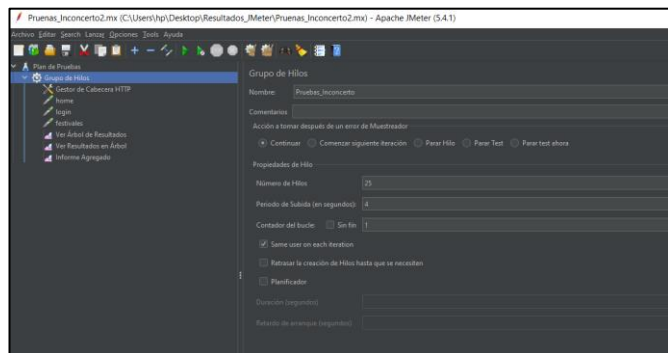 Pruenas_Inconcerto2.mx (C:\Users\hp\Desktop\Resultados_JMeter\Pruenas_Inconcerto2.mx) - Apache JMeter (5.4.1)
Archivo Editar Search Lanzar Opciones Tools Ayuda
Plan de Pruebas
Grupo de Hilos
Gestor de Cabecera HTTP
home
login
festivales
Ver Árbol de Resultados
Ver Resultados en Árbol
Informe Agregado
Grupo de Hilos
Nombre: Pruebas_Inconcerto
Comentarios
Acción a tomar después de un error de Muestreador
Continuar Comenzar siguiente iteración Parar Hilo Parar Test Parar test ahora
Propiedades de Hilo
Número de Hilos 25
Periodo de Subida (en segundos): 4
Contador del bucle: Sin fin 1
Same user on each iteration
Retrasar la creación de Hilos hasta que se necesiten
Planificador
Duración (segundos)
Retardo de arranque (segundos)